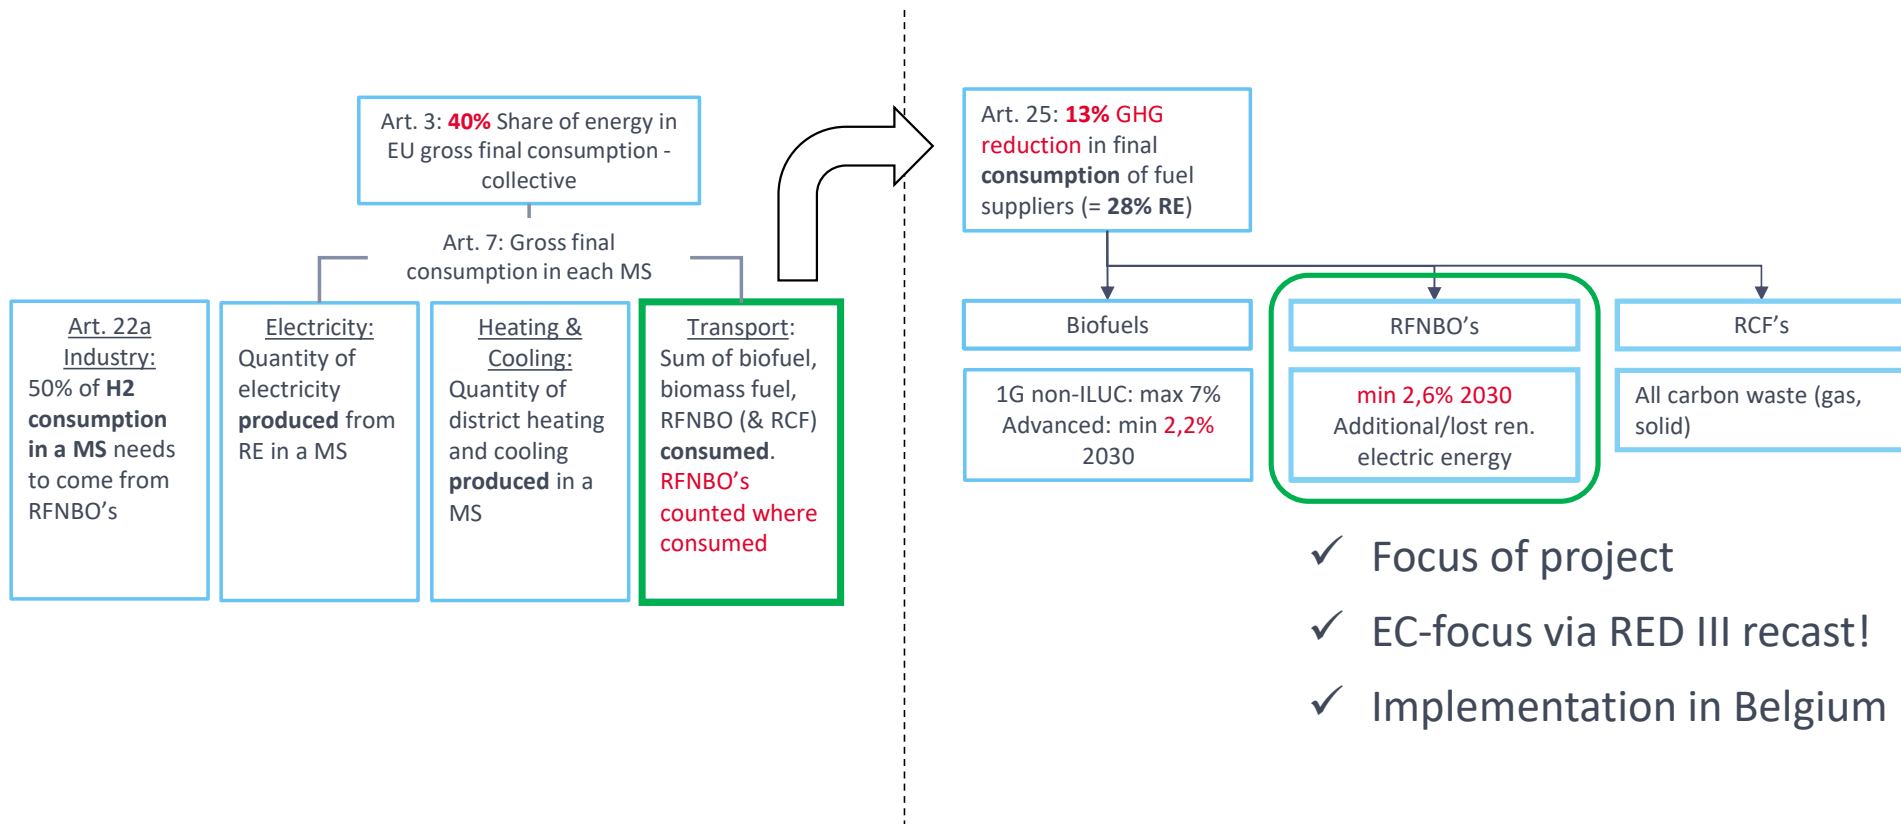 Art. 3: 40% Share of energy in
EU gross final consumption -
collective
Art. 7: Gross final
consumption in each MS
Art. 22a
Industry:
50% of H2
consumption
in a MS needs
to come from
RFNBO's
Electricity:
Quantity of
electricity
produced from
RE in a MS
Heating &
Cooling:
Quantity of
district heating
and cooling
produced in a
MS
Transport:
Sum of biofuel,
biomass fuel,
RFNBO (& RCF)
consumed.
RFNBO's
counted where
consumed
Art. 25: 13% GHG
reduction in final
consumption of fuel
suppliers (= 28% RE)
Biofuels
1G non-ILUC: max 7%
Advanced: min 2,2%
2030
RFNBO's
min 2,6% 2030
Additional/lost ren.
electric energy
RCF's
All carbon waste (gas,
solid)
✓ Focus of project
✓ EC-focus via RED III recast!
✓ Implementation in Belgium